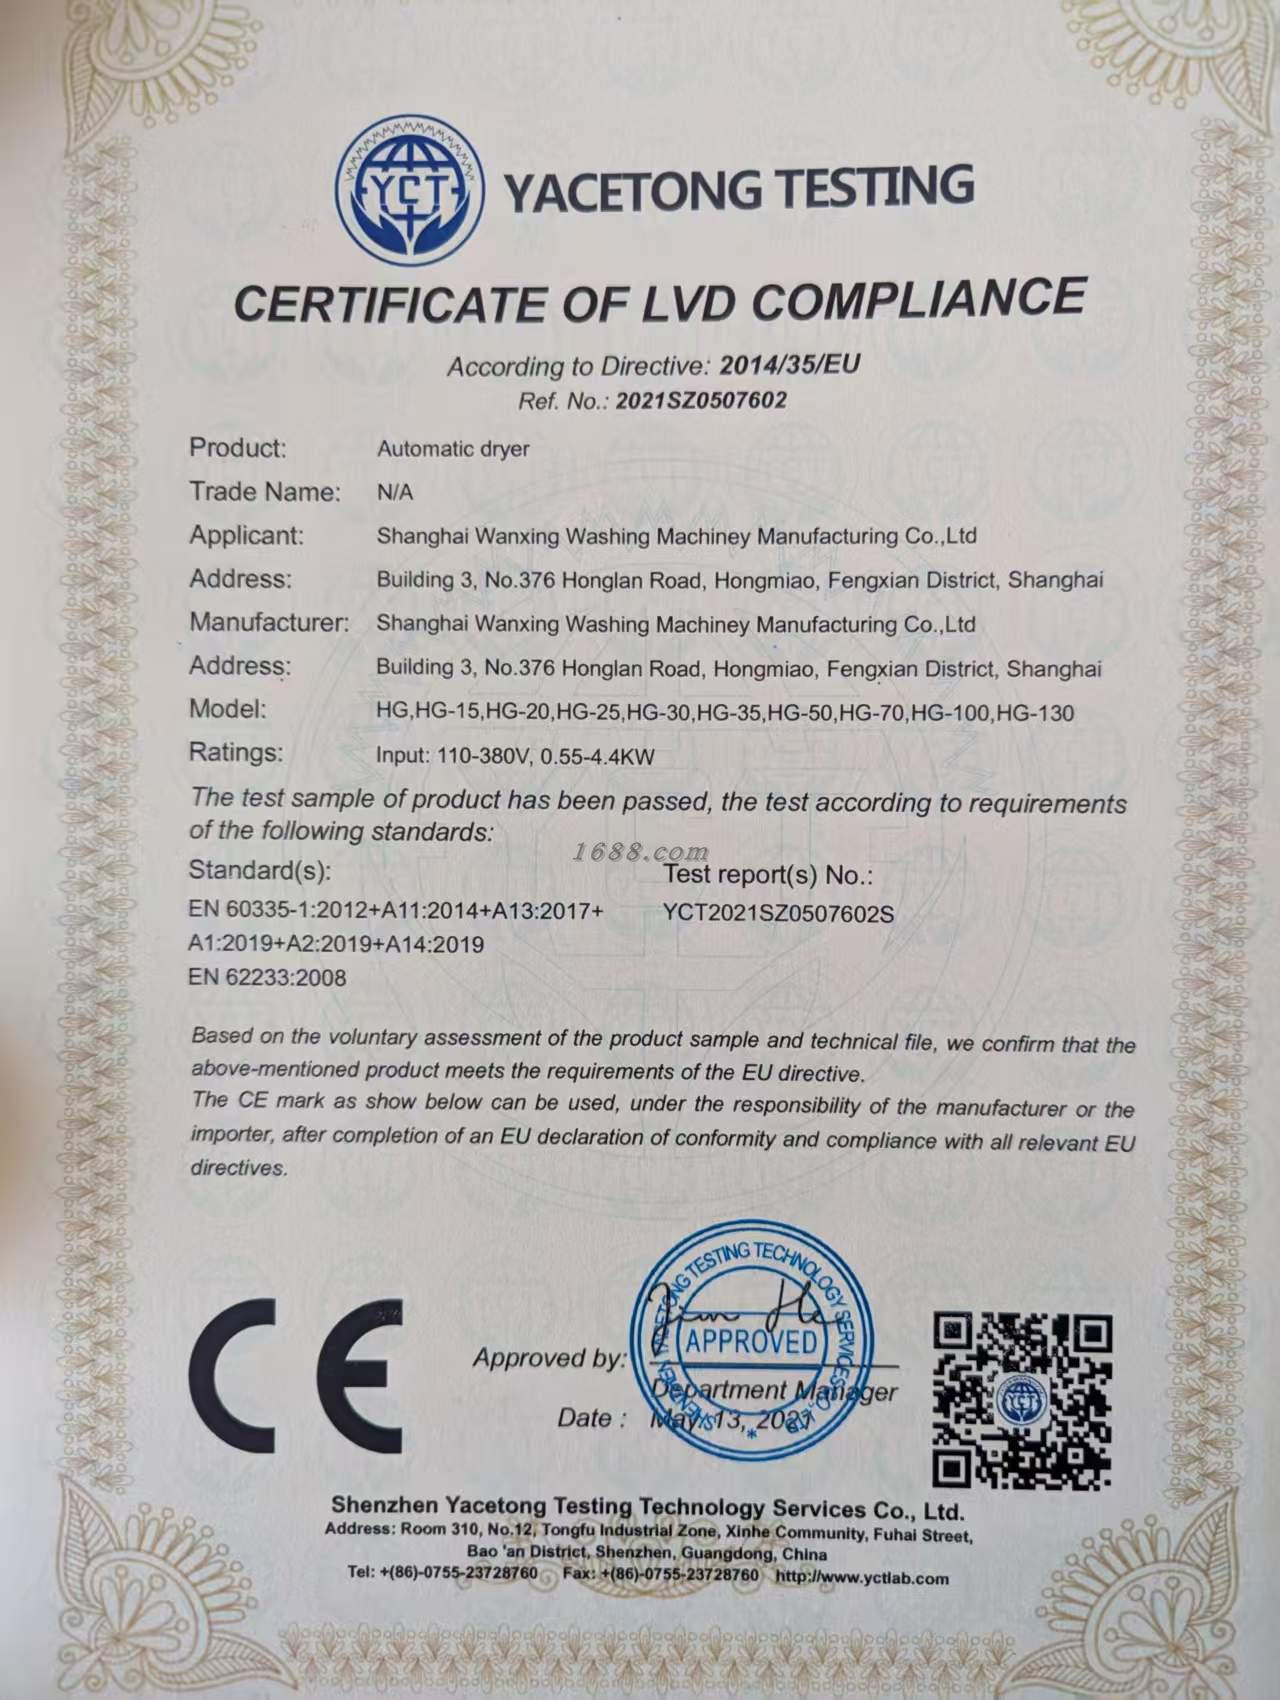 YCT
YACETONG TESTING
CERTIFICATE OF LVD COMPLIANCE
According to Directive: 2014/35/EU
Ref. No.: 2021SZ0507602
Product: Automatic dryer
Trade Name: N/A
Applicant: Shanghai Wanxing Washing Machiney Manufacturing Co.,Ltd
Address: Building 3, No.376 Honglan Road, Hongmiao, Fengxian District, Shanghai
Manufacturer: Shanghai Wanxing Washing Machiney Manufacturing Co.,Ltd
Address: Building 3, No.376 Honglan Road, Hongmiao, Fengxian District, Shanghai
Model: HG,HG-15,HG-20,HG-25,HG-30,HG-35,HG-50,HG-70,HG-100,HG-130
Ratings: Input: 110-380V, 0.55-4.4KW
The test sample of product has been passed, the test according to requirements
of the following standards:
1688.com
Standard(s): Test report(s) No.:
EN 60335-1:2012+A11:2014+A13:2017+ YCT2021SZ0507602S
A1:2019+A2:2019+A14:2019
EN 62233:2008
Based on the voluntary assessment of the product sample and technical file, we confirm that the
above-mentioned product meets the requirements of the EU directive.
The CE mark as show below can be used, under the responsibility of the manufacturer or the
importer, after completion of an EU declaration of conformity and compliance with all relevant EU
directives.
CE
SHENZHEN YACETONG TESTING TECHNOLOGY SERVICES CO., LTD
Jim He
APPROVED
Approved by:
Department Manager
Date : May 13, 2021
Shenzhen Yacetong Testing Technology Services Co., Ltd.
Address: Room 310, No.12, Tongfu Industrial Zone, Xinhe Community, Fuhai Street,
Bao 'an District, Shenzhen, Guangdong, China
Tel: +(86)-0755-23728760 Fax: +(86)-0755-23728760 http://www.yctlab.com